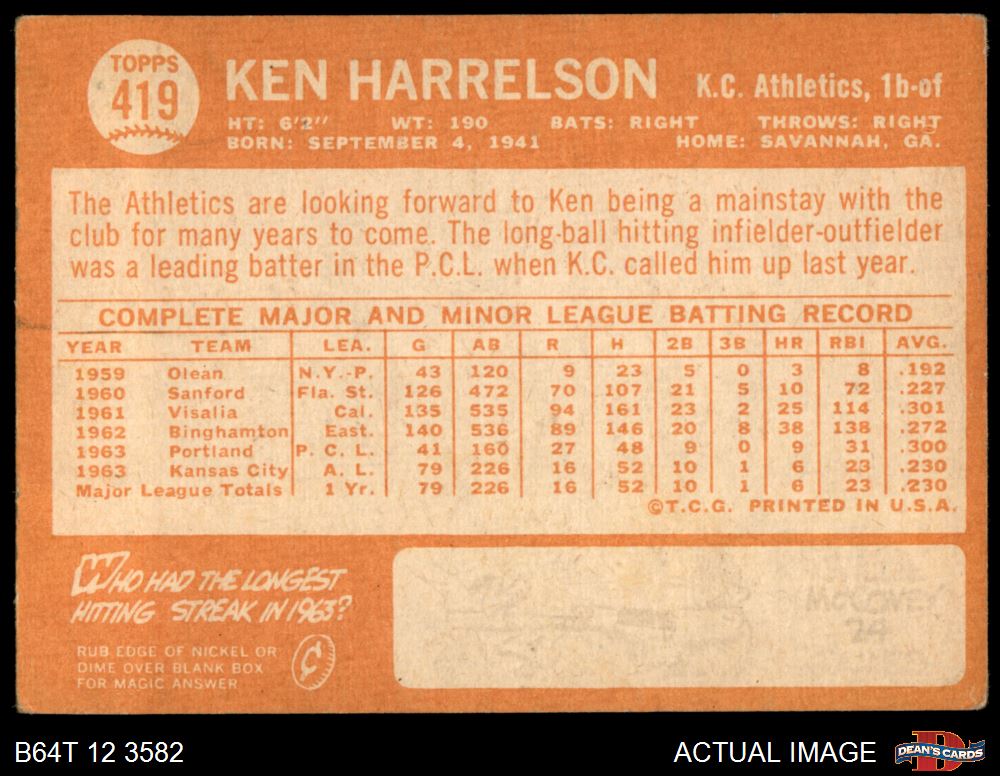 TOPPS
419
KEN HARRELSON K.C. Athletics, 1b-of
HT: 6'2" WT: 190 BATS: RIGHT THROWS: RIGHT
BORN: SEPTEMBER 4, 1941 HOME: SAVANNAH, GA.
The Athletics are looking forward to Ken being a mainstay with the
club for many years to come. The long-ball hitting infielder-outfielder
was a leading batter in the P.C.L. when K.C. called him up last year.
COMPLETE MAJOR AND MINOR LEAGUE BATTING RECORD
YEAR TEAM LEA. G AB R H 2B 3B HR RBI AVG.
1959 Olean N.Y.-P. 43 120 9 23 5 0 3 8 .192
1960 Sanford Fla. St. 126 472 70 107 21 5 10 72 .227
1961 Visalia Cal. 135 535 94 161 23 2 25 114 .301
1962 Binghamton East. 140 536 89 146 20 8 38 138 .272
1963 Portland P. C. L. 41 160 27 48 9 0 9 31 .300
1963 Kansas City A. L. 79 226 16 52 10 1 6 23 .230
Major League Totals 1 Yr. 79 226 16 52 10 1 6 23 .230
©T.C.G. PRINTED IN U.S.A.
WHO HAD THE LONGEST
HITTING STREAK IN 1963?
RUB EDGE OF NICKEL OR
DIME OVER BLANK BOX
FOR MAGIC ANSWER
¢
24
B64T 12 3582 ACTUAL IMAGE DEAN'S CARDS